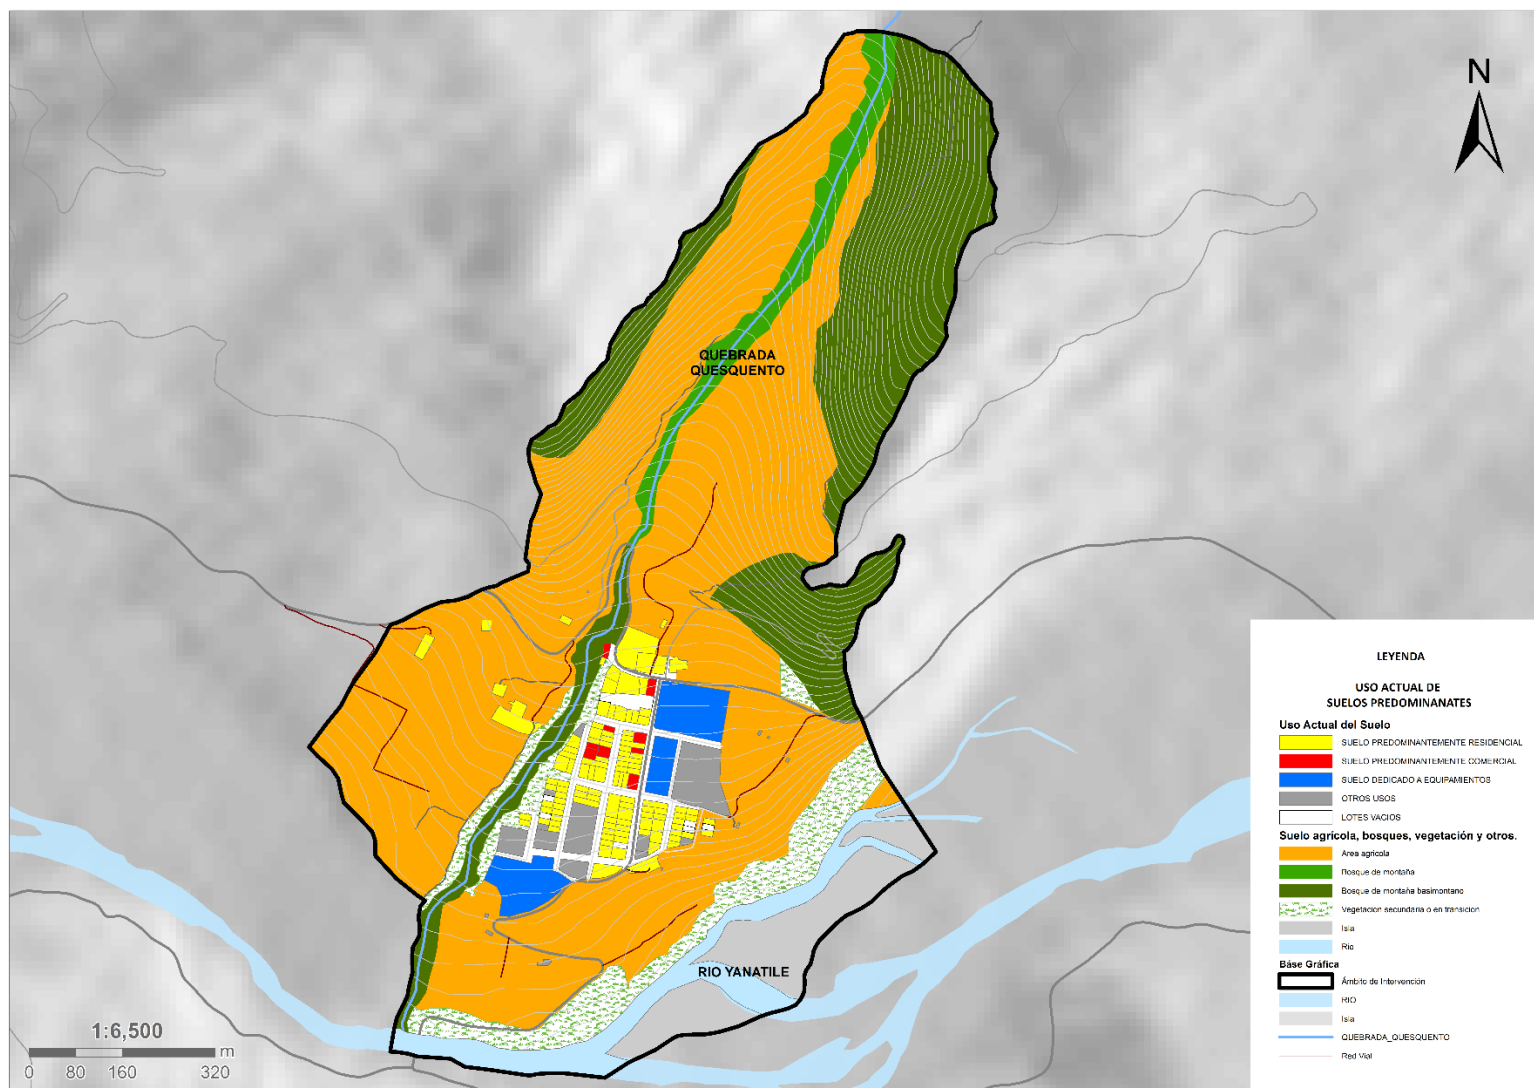 N
QUEBRADA
QUESQUENTO
RIO YANATILE
1:6,500
m
0 80 160 320
LEYENDA
USO ACTUAL DE
SUELOS PREDOMINANATES
Uso Actual del Suelo
SUELO PREDOMINANTEMENTE RESIDENCIAL
SUELO PREDOMINANTEMENTE COMERCIAL
SUELO DEDICADO A EQUIPAMIENTOS
OTROS USOS
LOTES VACIOS
Suelo agrícola, bosques, vegetación y otros.
Area agricola
Bosque de montaña
Bosque de montaña basimontano
Vegetacion secundaria o en transicion
Isla
Rio
Báse Gráfica
Ámbito de Intervención
RIO
Isla
QUEBRADA_QUESQUENTO
Red Vial